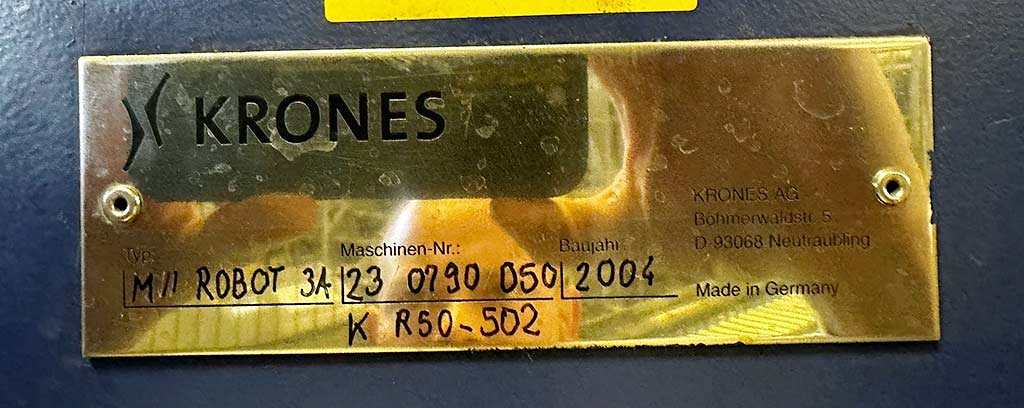 KRONES
KRONES AG
Böhmerwaldstr. 5
D-93068 Neutraubling
Typ: Maschinen-Nr.: Baujahr:
M// ROBOT 3A 23 0790 050 2004
Made in Germany
K R50-502